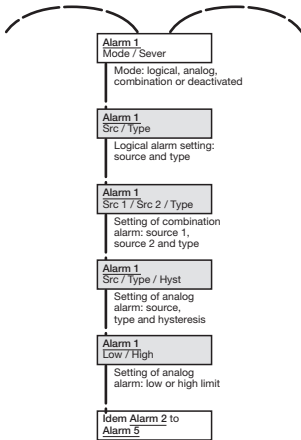 Alarm 1
Mode / Sever
Mode: logical, analog,
combination or deactivated
Alarm 1
Src / Type
Logical alarm setting:
source and type
Alarm 1
Src 1 / Src 2 / Type
Setting of combination
alarm: source 1,
source 2 and type
Alarm 1
Src / Type / Hyst
Setting of analog
alarm: source,
type and hysteresis
Alarm 1
Low / High
Setting of analog
alarm: low or high limit
Idem Alarm 2 to
Alarm 5